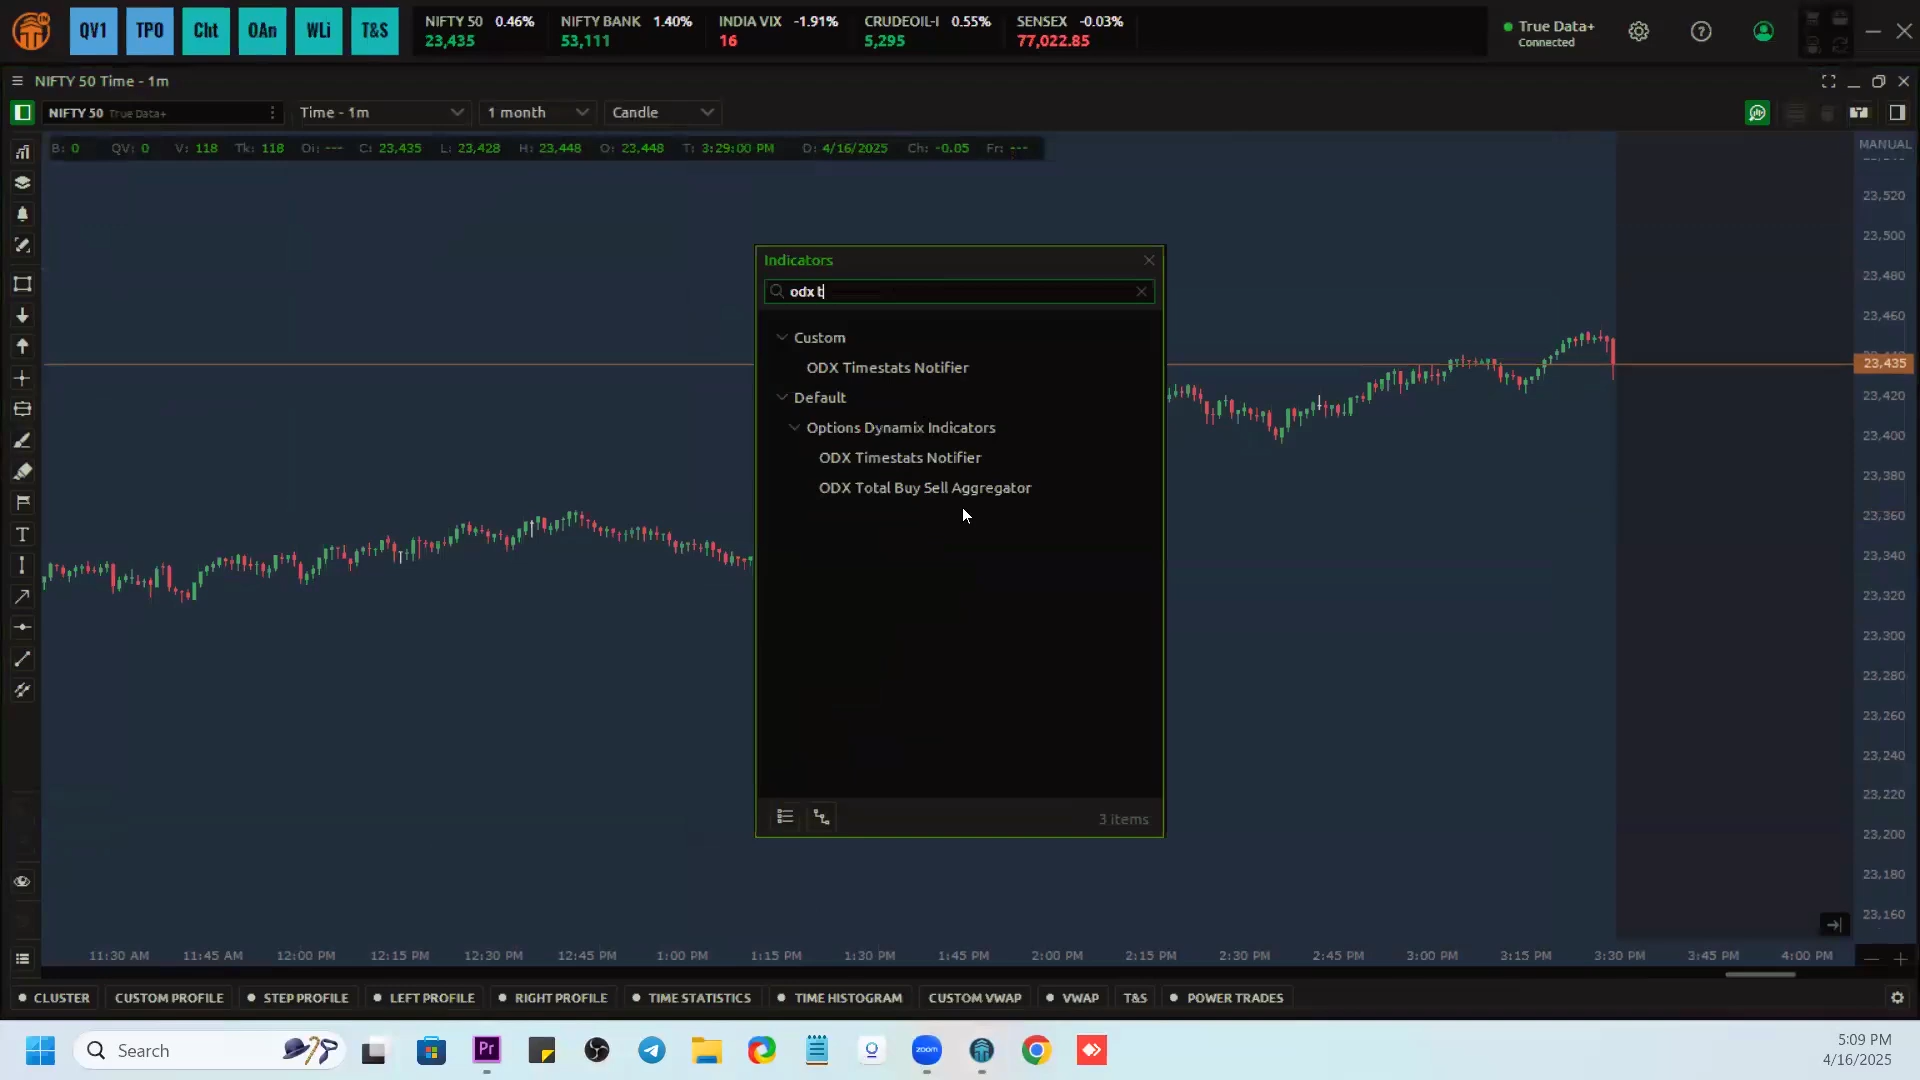 QV1 TPO Cht OAn WLi T&S
NIFTY 50 0.46% NIFTY BANK 1.40% INDIA VIX -1.91% CRUDEOIL-I 0.55% SENSEX -0.03%
23,435 53,111 16 5,295 77,022.85
True Data+
Connected
NIFTY 50 Time - 1m
NIFTY 50 True Data+ Time - 1m 1 month Candle
B: 0 QV: 0 V: 118 Tk: 118 Oi: --- C: 23,435 L: 23,428 H: 23,448 O: 23,448 T: 3:29:00 PM D: 4/16/2025 Ch: -0.05 Fr: ---
MANUAL
23,520
23,500
23,480
23,460
23,435
23,420
23,400
23,380
23,360
23,340
23,320
23,300
23,280
23,260
23,240
23,220
23,200
23,180
23,160
Indicators
odx t
Custom
ODX Timestats Notifier
Default
Options Dynamix Indicators
ODX Timestats Notifier
ODX Total Buy Sell Aggregator
3 items
11:30 AM 11:45 AM 12:00 PM 12:15 PM 12:30 PM 12:45 PM 1:00 PM 1:15 PM 1:30 PM 1:45 PM 2:00 PM 2:15 PM 2:30 PM 2:45 PM 3:00 PM 3:15 PM 3:30 PM 3:45 PM 4:00 PM
CLUSTER CUSTOM PROFILE STEP PROFILE LEFT PROFILE RIGHT PROFILE TIME STATISTICS TIME HISTOGRAM CUSTOM VWAP VWAP T&S POWER TRADES
Search
Pr
zoom
5:09 PM
4/16/2025